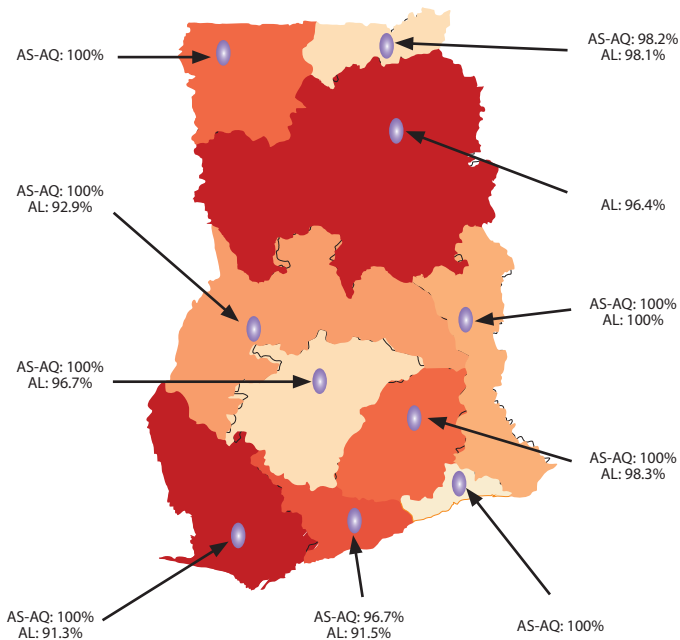 AS-AQ: 100%
AS-AQ: 98.2%
AL: 98.1%
AS-AQ: 100%
AL: 92.9%
AL: 96.4%
AS-AQ: 100%
AL: 100%
AS-AQ: 100%
AL: 96.7%
AS-AQ: 100%
AL: 98.3%
AS-AQ: 100%
AL: 91.3%
AS-AQ: 96.7%
AL: 91.5%
AS-AQ: 100%